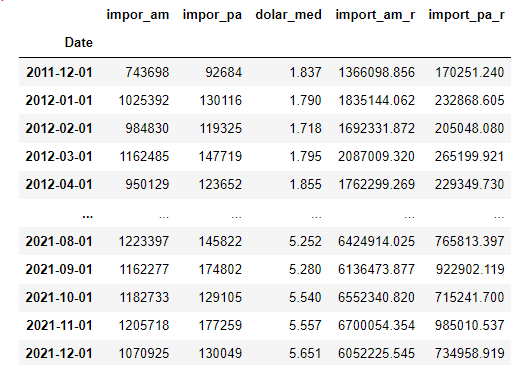 impor_am impor_pa dolar_med import_am_r import_pa_r
Date
2011-12-01 743698 92684 1.837 1366098.856 170251.240
2012-01-01 1025392 130116 1.790 1835144.062 232868.605
2012-02-01 984830 119325 1.718 1692331.872 205048.080
2012-03-01 1162485 147719 1.795 2087009.320 265199.921
2012-04-01 950129 123652 1.855 1762299.269 229349.730
... ... ... ... ... ...
2021-08-01 1223397 145822 5.252 6424914.025 765813.397
2021-09-01 1162277 174802 5.280 6136473.877 922902.119
2021-10-01 1182733 129105 5.540 6552340.820 715241.700
2021-11-01 1205718 177259 5.557 6700054.354 985010.537
2021-12-01 1070925 130049 5.651 6052225.545 734958.919